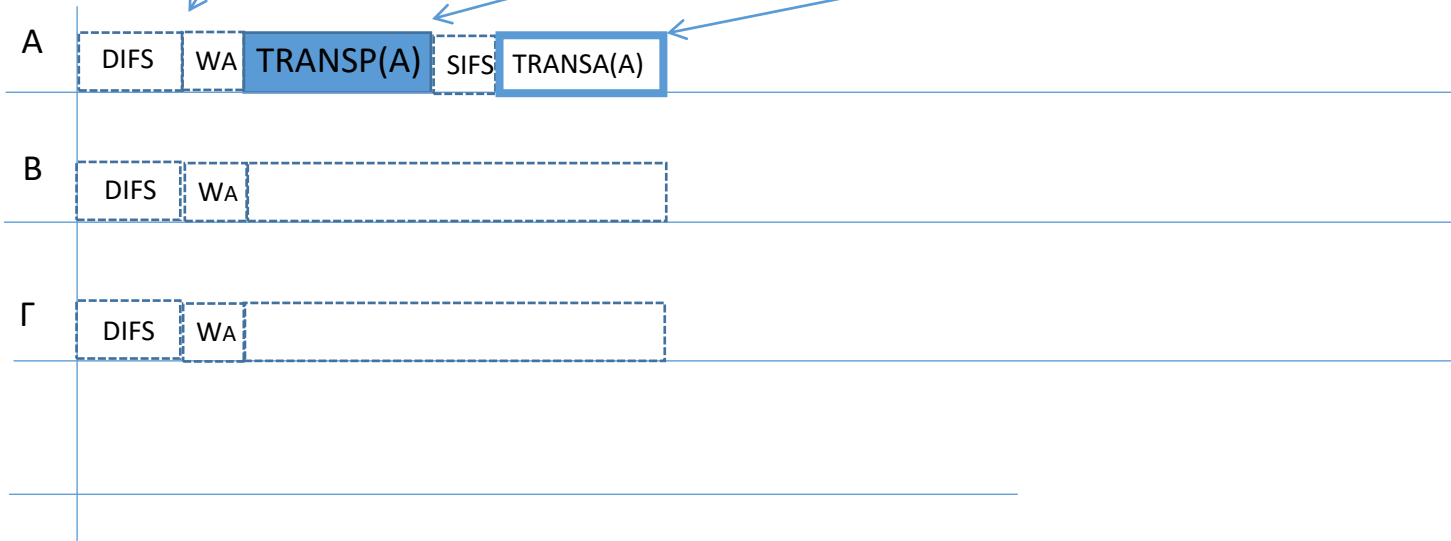 Α
DIFS WA TRANSP(A) SIFS TRANSA(A)
Β
DIFS WA
Γ
DIFS WA